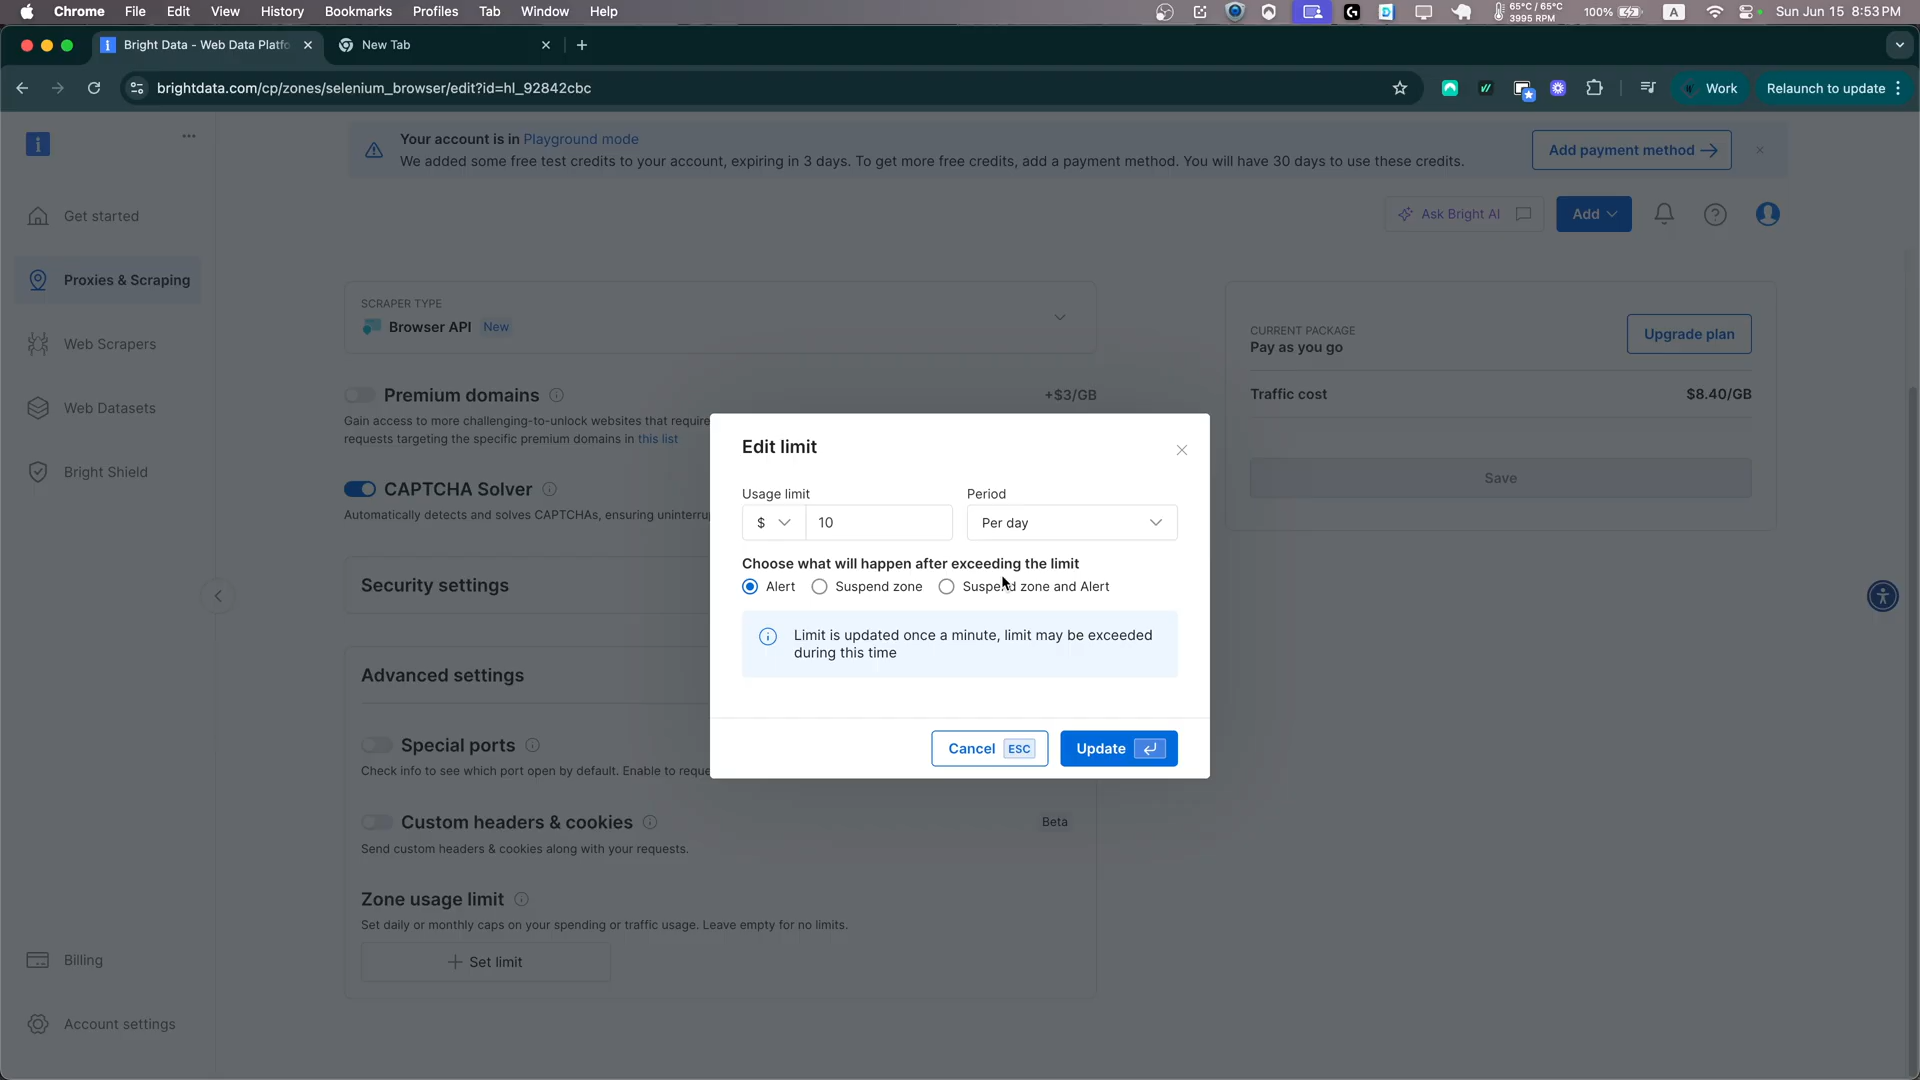 Chrome File Edit View History Bookmarks Profiles Tab Window Help
65°C / 65°C
3995 RPM
100%
A
Sun Jun 15 8:53 PM
Bright Data - Web Data Platfo
New Tab
brightdata.com/cp/zones/selenium_browser/edit?id=hl_92842cbc
Work
Relaunch to update
Your account is in Playground mode
We added some free test credits to your account, expiring in 3 days. To get more free credits, add a payment method. You will have 30 days to use these credits.
Add payment method
Get started
Ask Bright AI
Add
Proxies & Scraping
Web Scrapers
Web Datasets
Bright Shield
Billing
Account settings
SCRAPER TYPE
Browser API New
Premium domains
+$3/GB
Gain access to more challenging-to-unlock websites that require
requests targeting the specific premium domains in this list
CAPTCHA Solver
Automatically detects and solves CAPTCHAs, ensuring uninterru
Security settings
Advanced settings
Special ports
Check info to see which port open by default. Enable to reque
Custom headers & cookies
Beta
Send custom headers & cookies along with your requests.
Zone usage limit
Set daily or monthly caps on your spending or traffic usage. Leave empty for no limits.
+ Set limit
CURRENT PACKAGE
Pay as you go
Upgrade plan
Traffic cost
$8.40/GB
Save
Edit limit
Usage limit
Period
$
10
Per day
Choose what will happen after exceeding the limit
Alert
Suspend zone
Suspend zone and Alert
Limit is updated once a minute, limit may be exceeded
during this time
Cancel ESC
Update